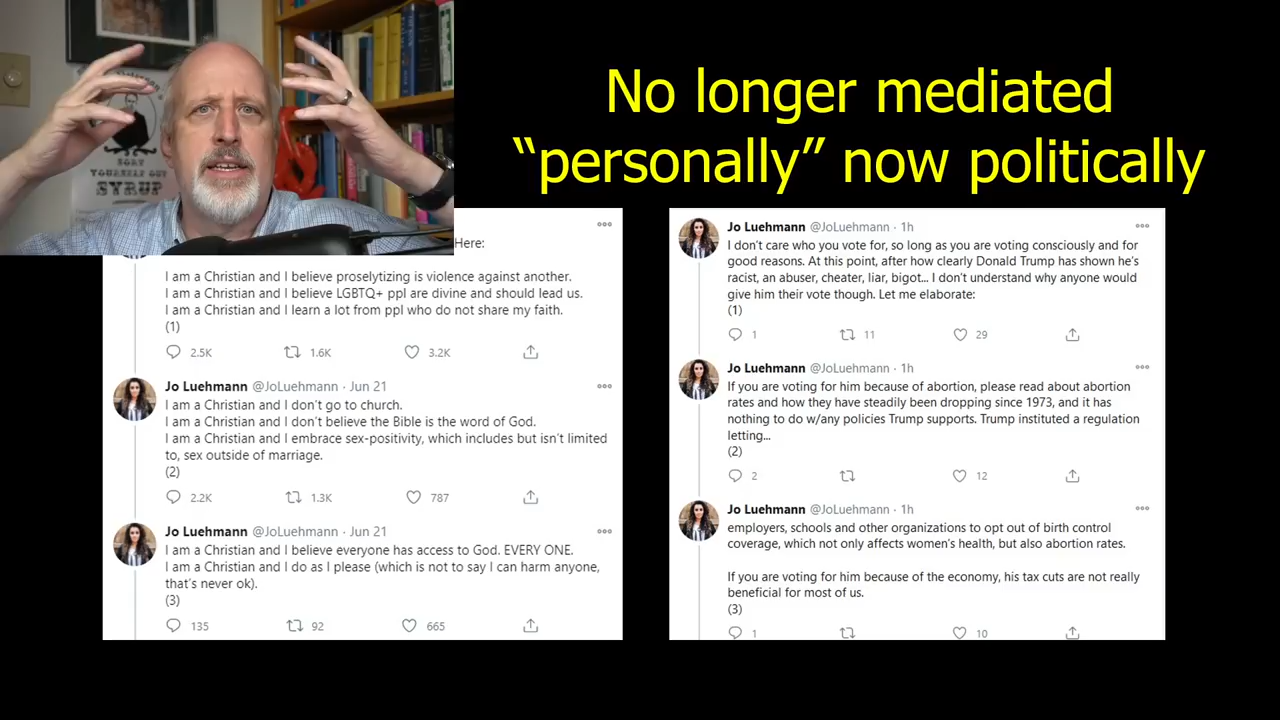 No longer mediated
“personally” now politically
SORT
YOURSELF OUT
SYRUP
Here:
I am a Christian and I believe proselytizing is violence against another.
I am a Christian and I believe LGBTQ+ ppl are divine and should lead us.
I am a Christian and I learn a lot from ppl who do not share my faith.
(1)
2.5K 1.6K 3.2K
Jo Luehmann @JoLuehmann · Jun 21
I am a Christian and I don’t go to church.
I am a Christian and I don’t believe the Bible is the word of God.
I am a Christian and I embrace sex-positivity, which includes but isn’t limited
to, sex outside of marriage.
(2)
2.2K 1.3K 787
Jo Luehmann @JoLuehmann · Jun 21
I am a Christian and I believe everyone has access to God. EVERY ONE.
I am a Christian and I do as I please (which is not to say I can harm anyone,
that’s never ok).
(3)
135 92 665
Jo Luehmann @JoLuehmann · 1h
I don’t care who you vote for, so long as you are voting consciously and for
good reasons. At this point, after how clearly Donald Trump has shown he’s
racist, an abuser, cheater, liar, bigot... I don’t understand why anyone would
give him their vote though. Let me elaborate:
(1)
1 11 29
Jo Luehmann @JoLuehmann · 1h
If you are voting for him because of abortion, please read about abortion
rates and how they have steadily been dropping since 1973, and it has
nothing to do w/any policies Trump supports. Trump instituted a regulation
letting...
(2)
2 12
Jo Luehmann @JoLuehmann · 1h
employers, schools and other organizations to opt out of birth control
coverage, which not only affects women’s health, but also abortion rates.
If you are voting for him because of the economy, his tax cuts are not really
beneficial for most of us.
(3)
1 10